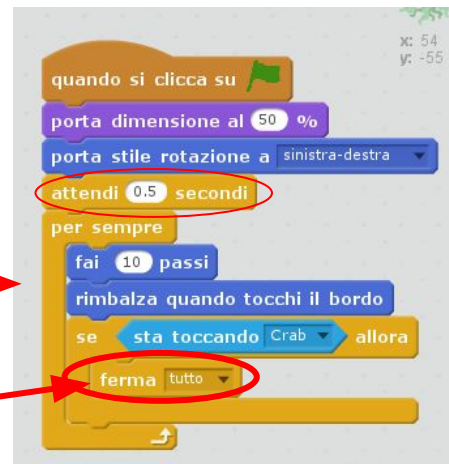 x: 54
y: -55
quando si clicca su
porta dimensione al 50 %
porta stile rotazione a sinistra-destra
attendi 0.5 secondi
per sempre
fai 10 passi
rimbalza quando tocchi il bordo
se sta toccando Crab allora
ferma tutto